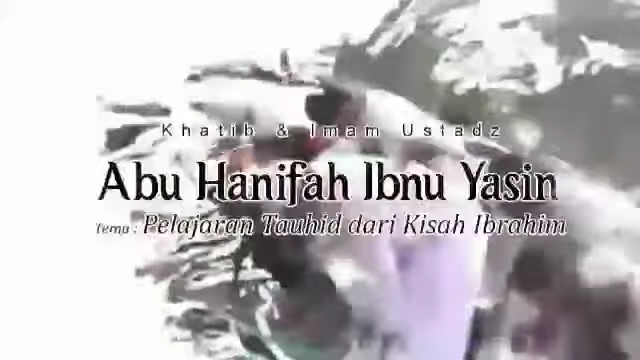 Khatib & Imam Ustadz
Abu Hanifah Ibnu Yasin
Tema : Pelajaran Tauhid dari Kisah Ibrahim